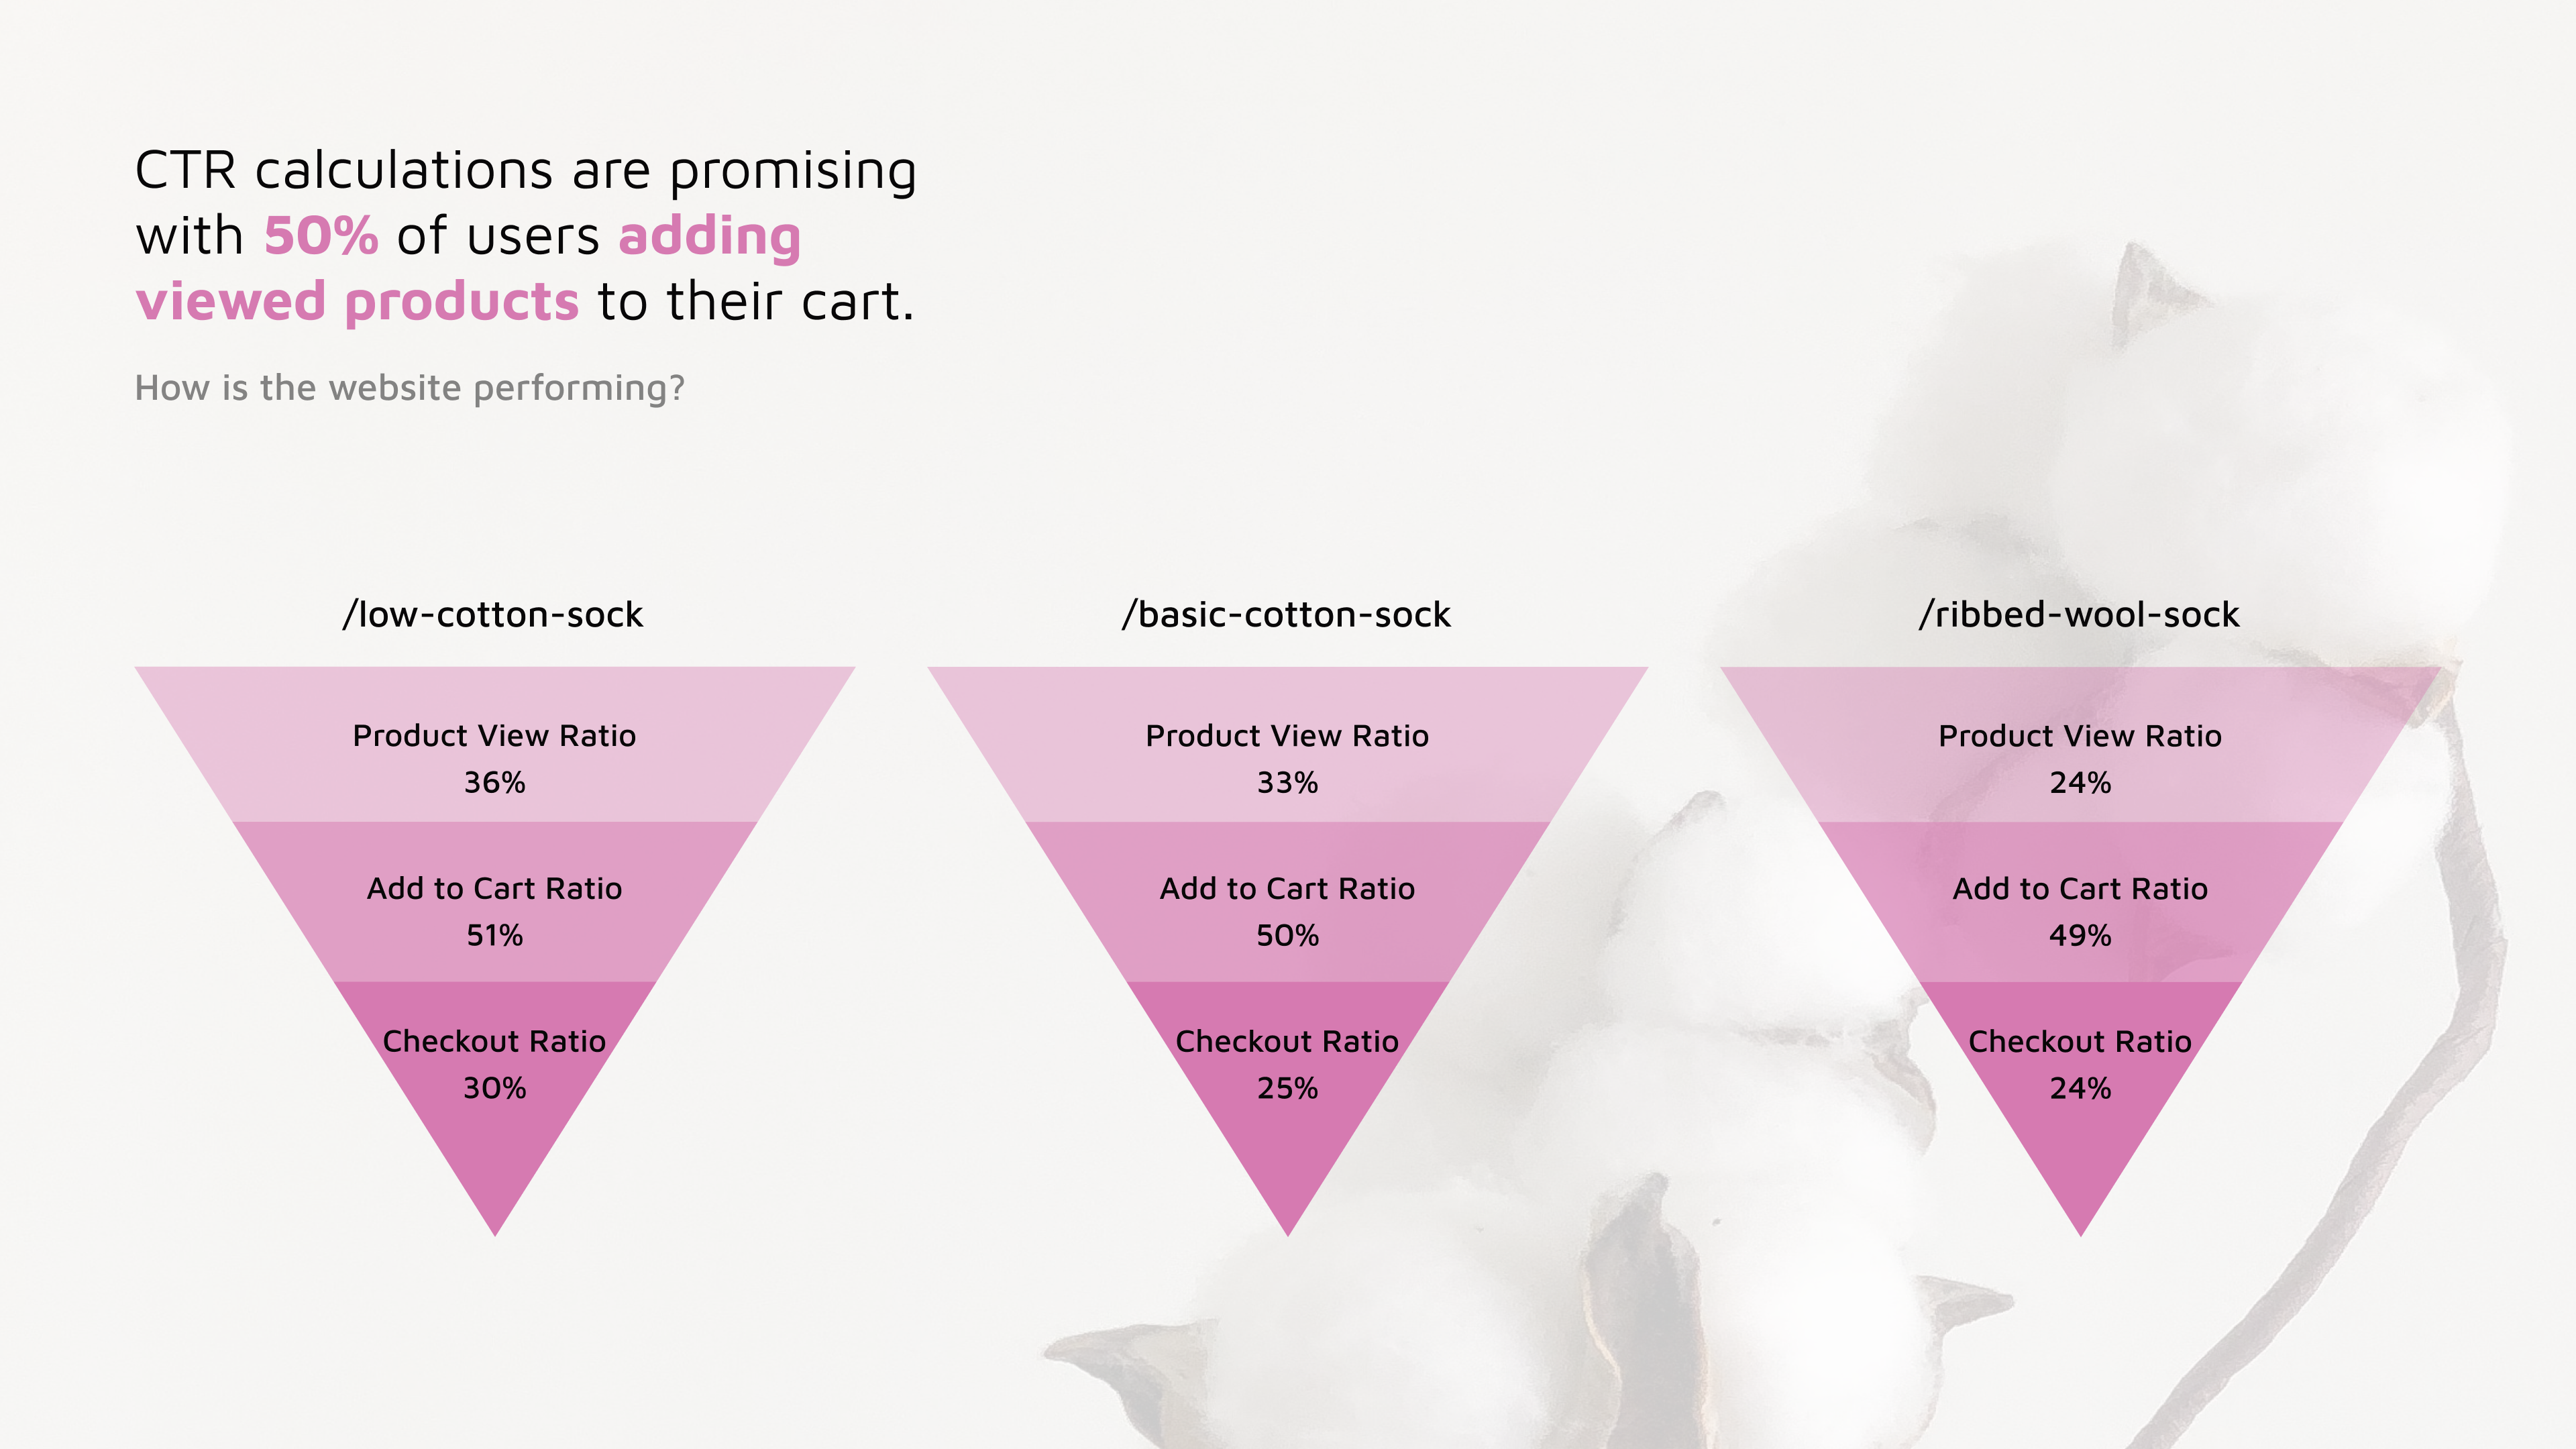 CTR calculations are promising
with 50% of users adding
viewed products to their cart.
How is the website performing?
/low-cotton-sock
Product View Ratio
36%
Add to Cart Ratio
51%
Checkout Ratio
30%
/basic-cotton-sock
Product View Ratio
33%
Add to Cart Ratio
50%
Checkout Ratio
25%
/ribbed-wool-sock
Product View Ratio
24%
Add to Cart Ratio
49%
Checkout Ratio
24%